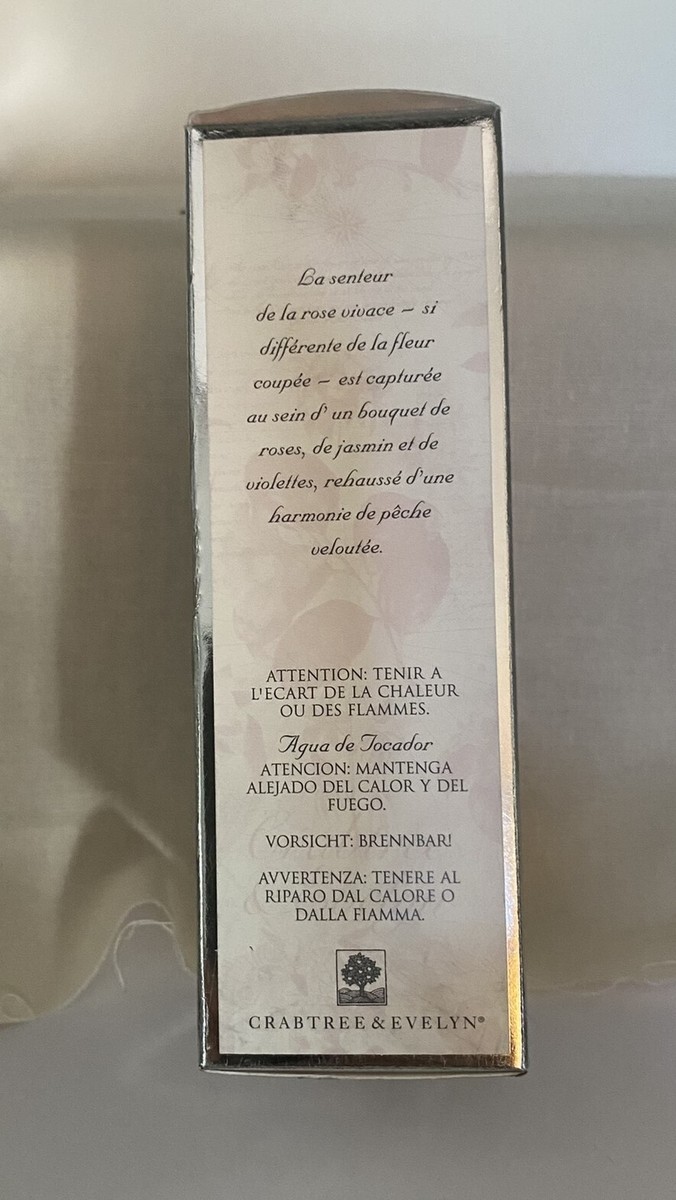 La senteur
de la rose vivace – si
différente de la fleur
coupée – est capturée
au sein d' un bouquet de
roses, de jasmin et de
violettes, rehaussé d'une
harmonie de pêche
veloutée.
ATTENTION: TENIR A
L'ECART DE LA CHALEUR
OU DES FLAMMES.
Agua de Tocador
ATENCION: MANTENGA
ALEJADO DEL CALOR Y DEL
FUEGO.
VORSICHT: BRENNBAR!
AVVERTENZA: TENERE AL
RIPARO DAL CALORE O
DALLA FIAMMA.
CRABTREE & EVELYN®